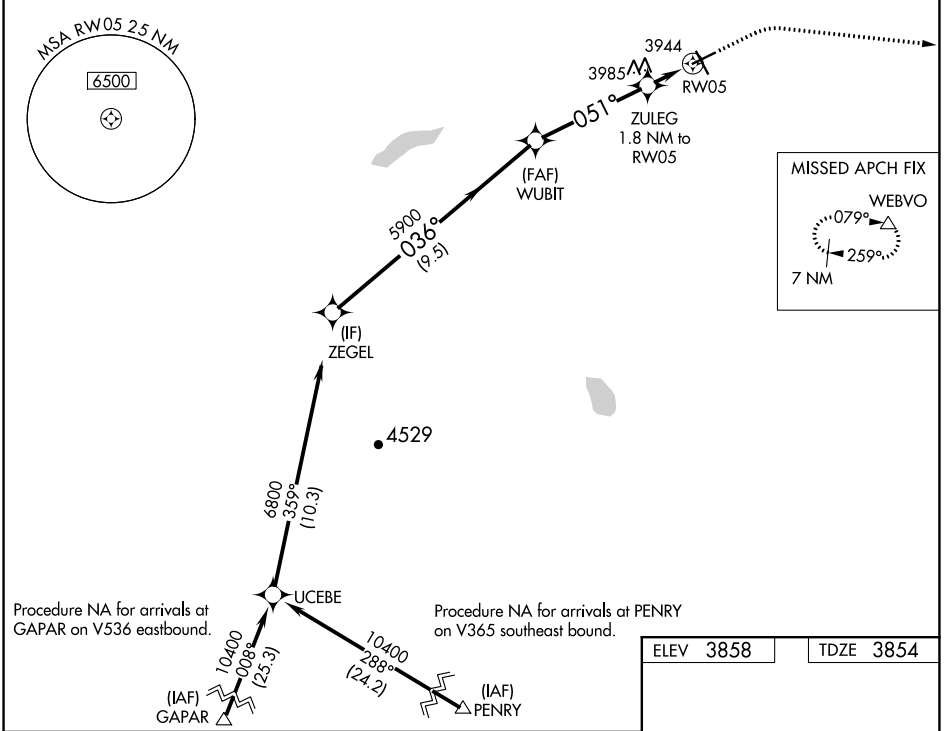 MSA RW05 25 NM
6500
3944
3985
RW05
051°
ZULEG
1.8 NM to
RW05
(FAF)
WUBIT
MISSED APCH FIX
WEBVO
079°
259°
7 NM
5900
036°
(9.5)
(IF)
ZEGEL
4529
6800
359°
(10.3)
UCEBE
Procedure NA for arrivals at
GAPAR on V536 eastbound.
Procedure NA for arrivals at PENRY
on V365 southeast bound.
10400
008°
(25.3)
10400
288°
(24.2)
(IAF)
GAPAR
(IAF)
PENRY
ELEV 3858
TDZE 3854